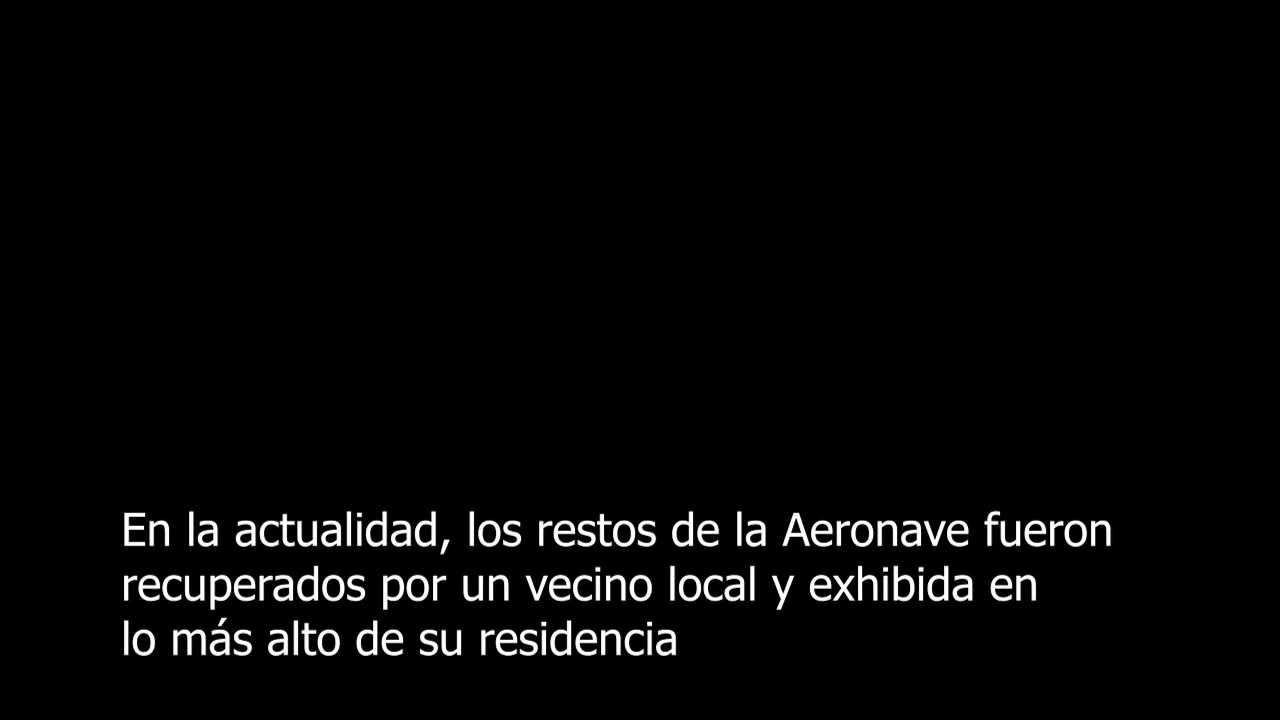 En la actualidad, los restos de la Aeronave fueron
recuperados por un vecino local y exhibida en
lo más alto de su residencia